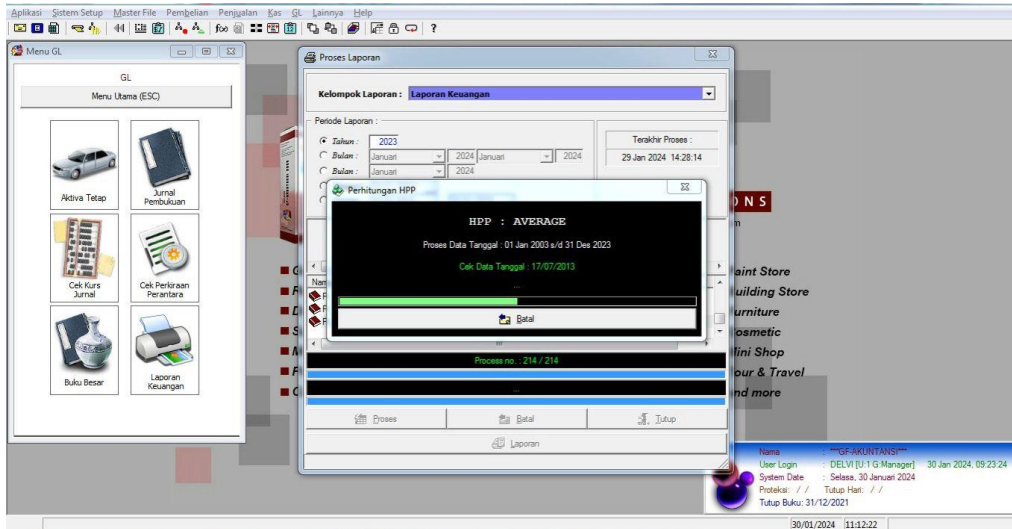 Aplikasi Sistem Setup Master File Pembelian Penjualan Kas GL Lainnya Help
Menu GL
GL
Menu Utama (ESC)
Aktiva Tetap
Jurnal Pembukuan
Cek Kurs Jurnal
Cek Perkiraan Perantara
Buku Besar
Laporan Keuangan
Proses Laporan
Kelompok Laporan : Laporan Keuangan
Periode Laporan :
Tahun : 2023
Bulan : Januari 2024 Januari 2024
Bulan : Januari 2024
Terakhir Proses :
29 Jan 2024 14:28:14
Perhitungan HPP
HPP : AVERAGE
Proses Data Tanggal : 01 Jan 2003 s/d 31 Des 2023
Cek Data Tanggal : 17/07/2013
...
Batal
Process no. : 214 / 214
...
Proses Batal Tutup
Laporan
O N S
aint Store
uilding Store
urniture
osmetic
ini Shop
our & Travel
nd more
Nama : ***GF-AKUNTANSI***
User Login : DELVI [U:1 G:Manager] 30 Jan 2024, 09:23:24
System Date : Selasa, 30 Januari 2024
Proteksi: / / Tutup Hari: / /
Tutup Buku: 31/12/2021
30/01/2024 11:12:22